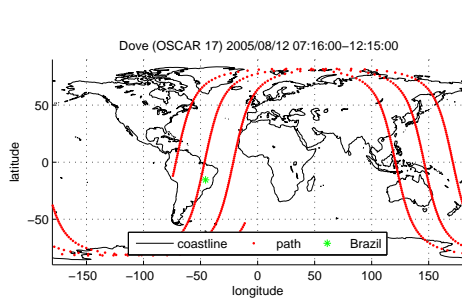 Dove (OSCAR 17) 2005/08/12 07:16:00−12:15:00
latitude
50
0
−50
coastline path Brazil
−150 −100 −50 0 50 100 150
longitude